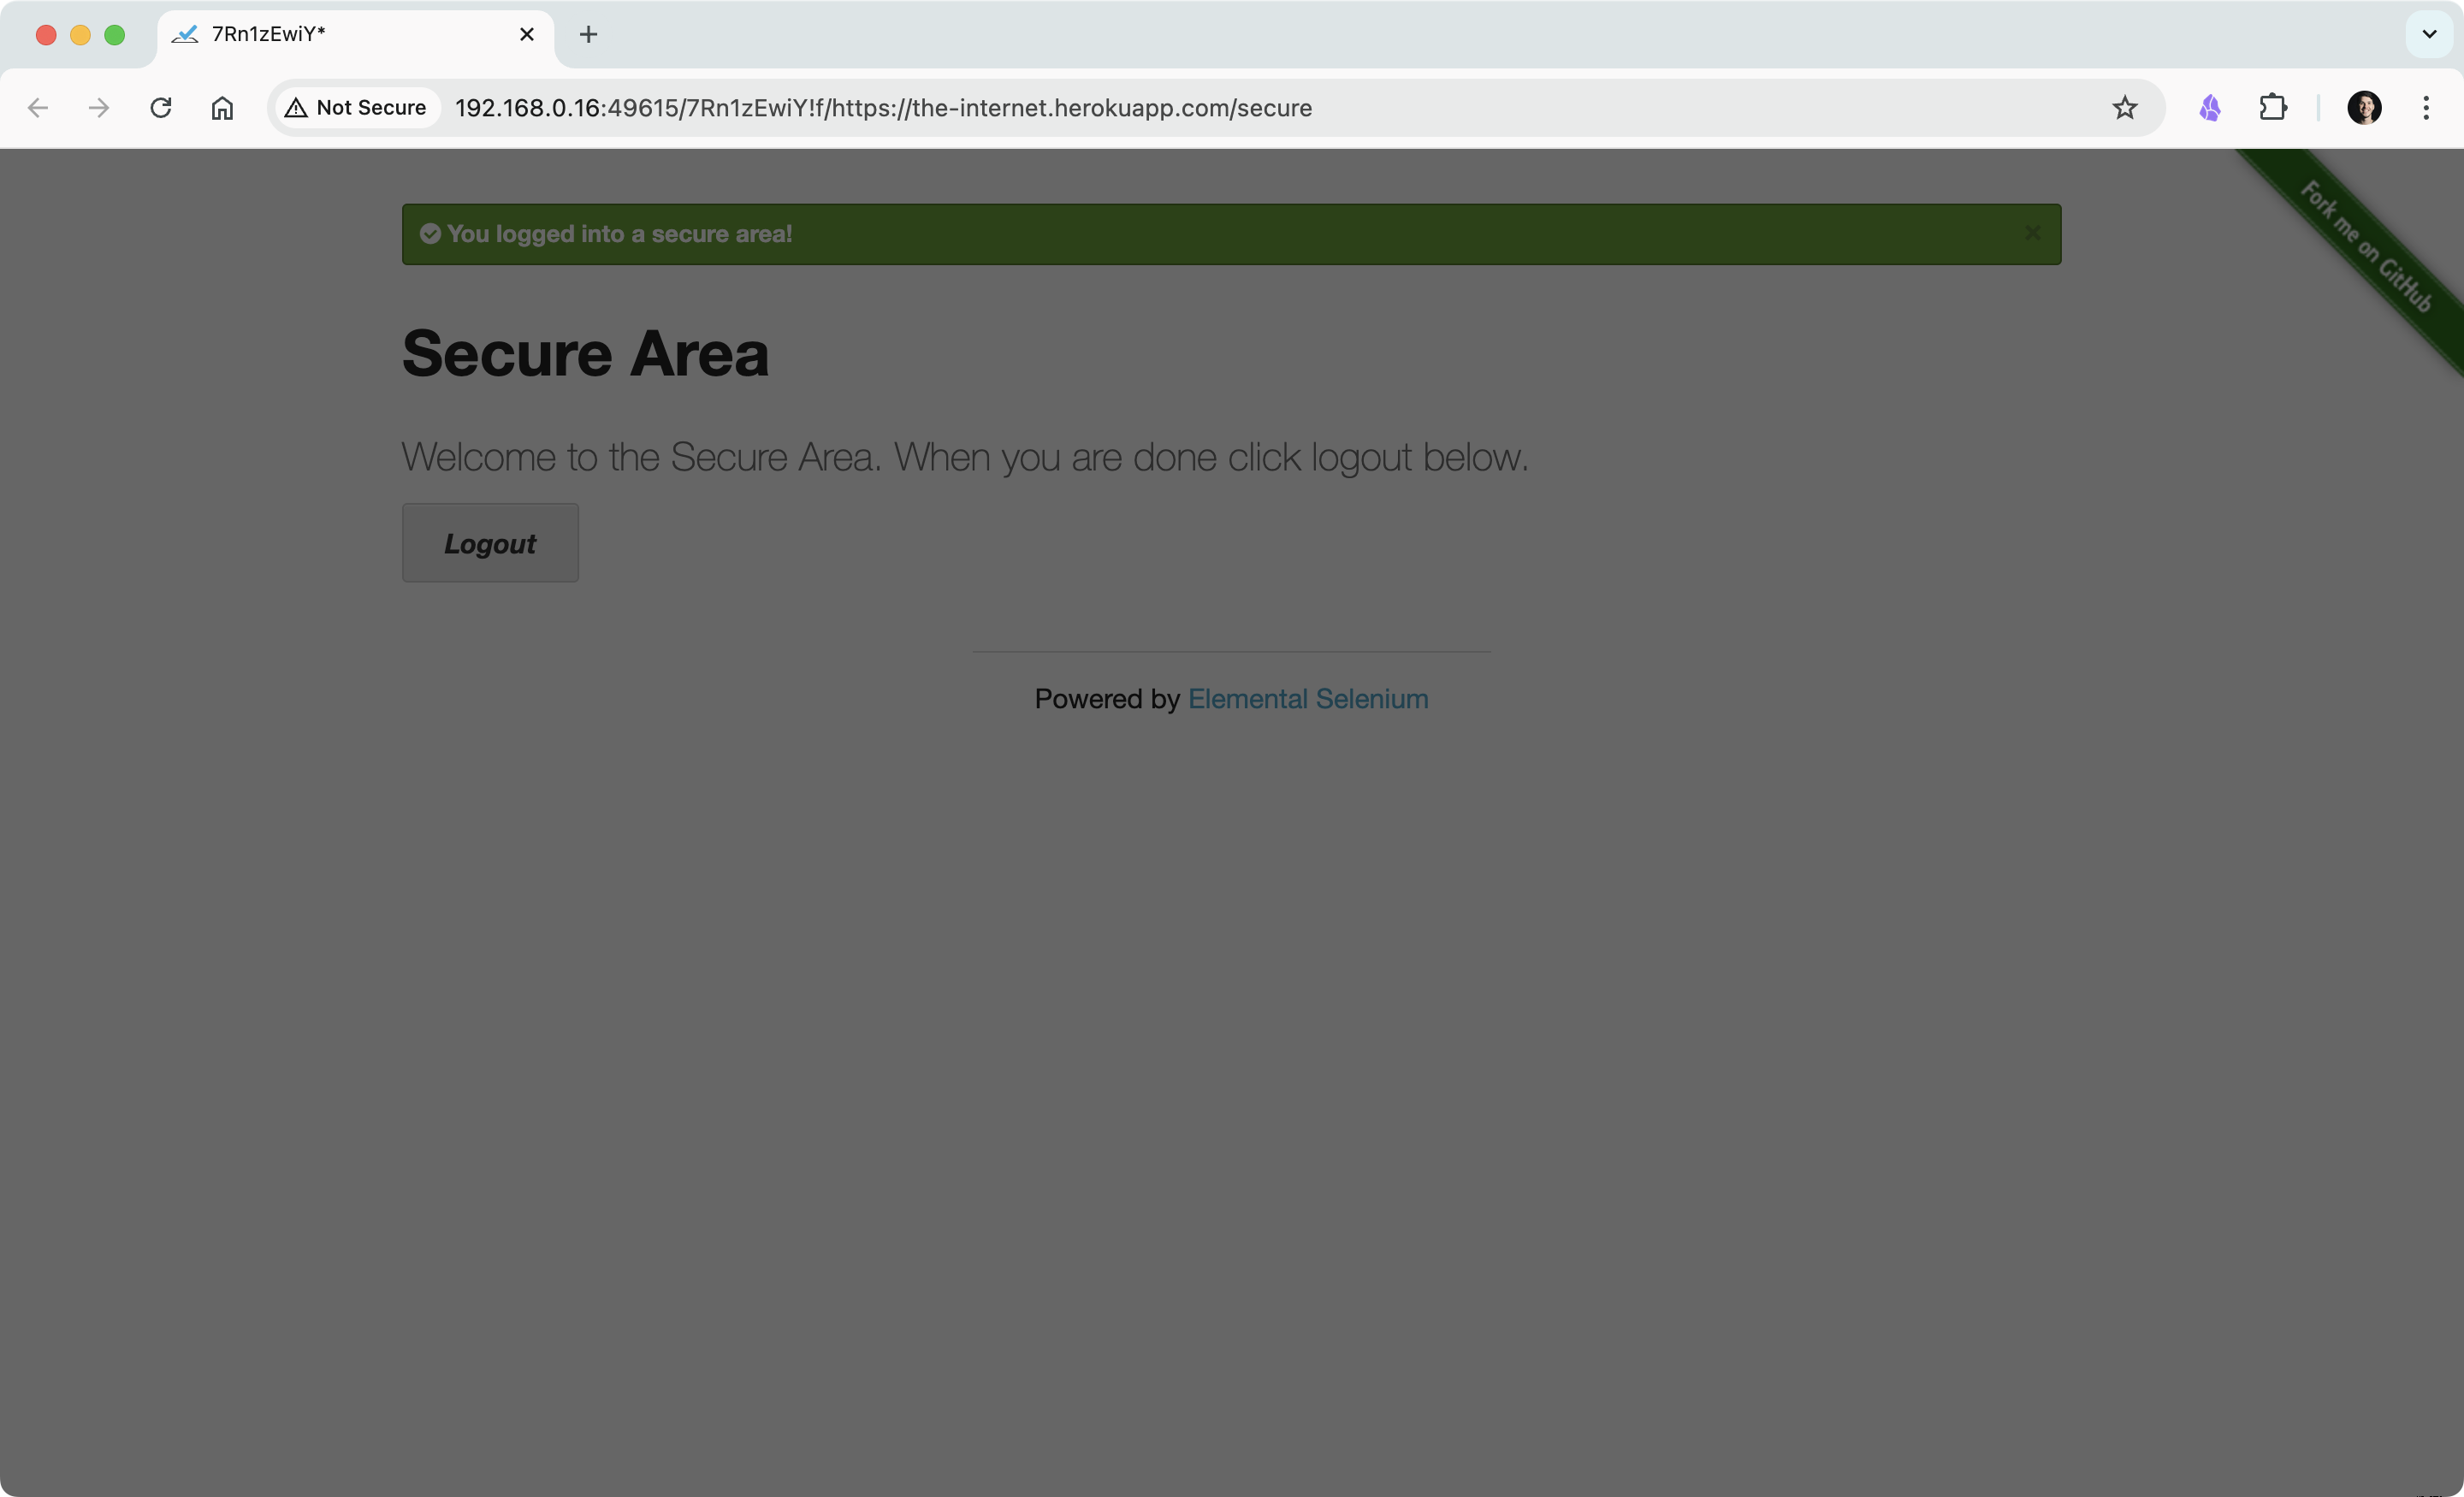 7Rn1zEwiY*
Not Secure
192.168.0.16:49615/7Rn1zEwiY!f/https://the-internet.herokuapp.com/secure
Fork me on GitHub
You logged into a secure area!
Secure Area
Welcome to the Secure Area. When you are done click logout below.
Logout
Powered by Elemental Selenium